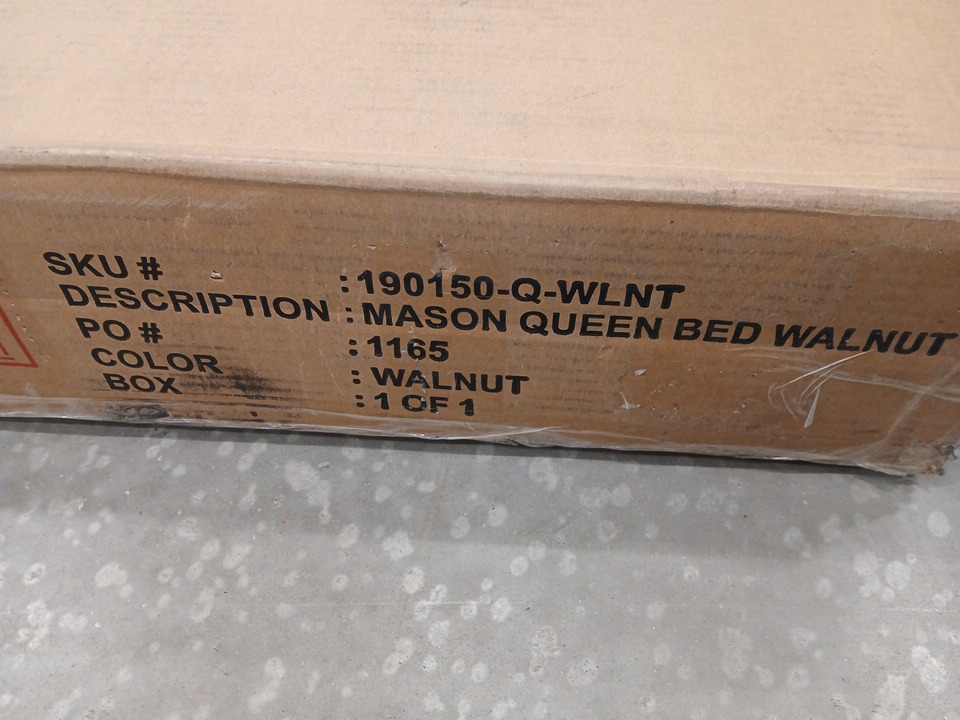 SKU # : 190150-Q-WLNT
DESCRIPTION : MASON QUEEN BED WALNUT
PO # : 1165
COLOR : WALNUT
BOX : 1 OF 1